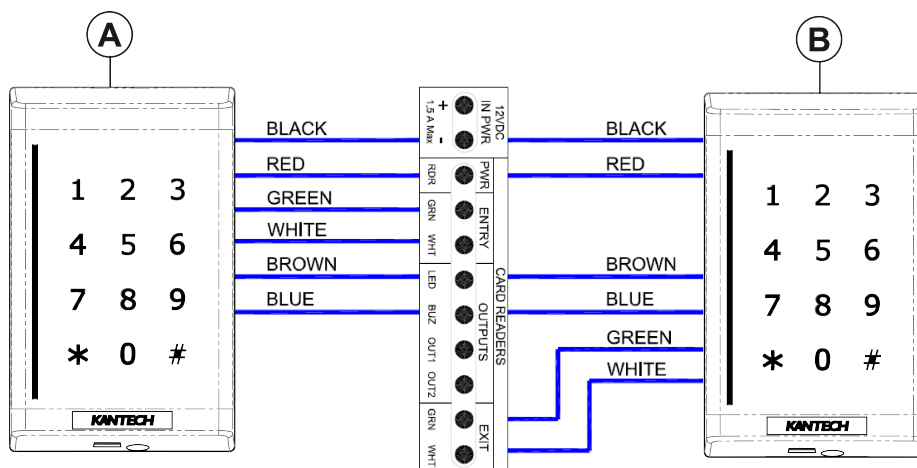 A
B
BLACK
RED
GREEN
WHITE
BROWN
BLUE
1 2 3
4 5 6
7 8 9
* 0 #
KANTECH
+
-
1,5 A Max
12VDC
IN PWR
RDR
PWR
GRN
WHT
ENTRY
LED
BUZ
OUT1
OUT2
OUTPUTS
CARD READERS
GRN
WHT
EXIT
BLACK
RED
BROWN
BLUE
GREEN
WHITE
1 2 3
4 5 6
7 8 9
* 0 #
KANTECH